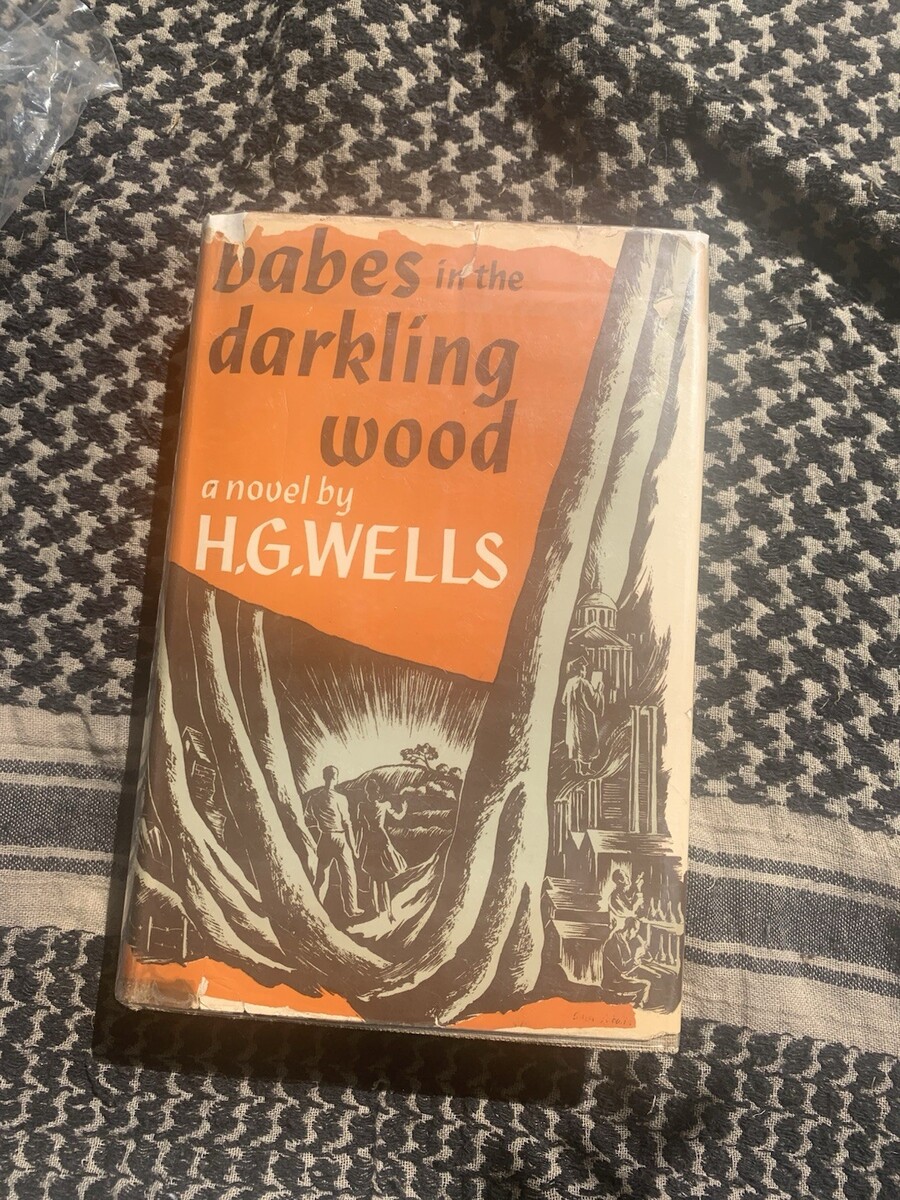 babes in the
darkling
wood
a novel by
H.G.WELLS